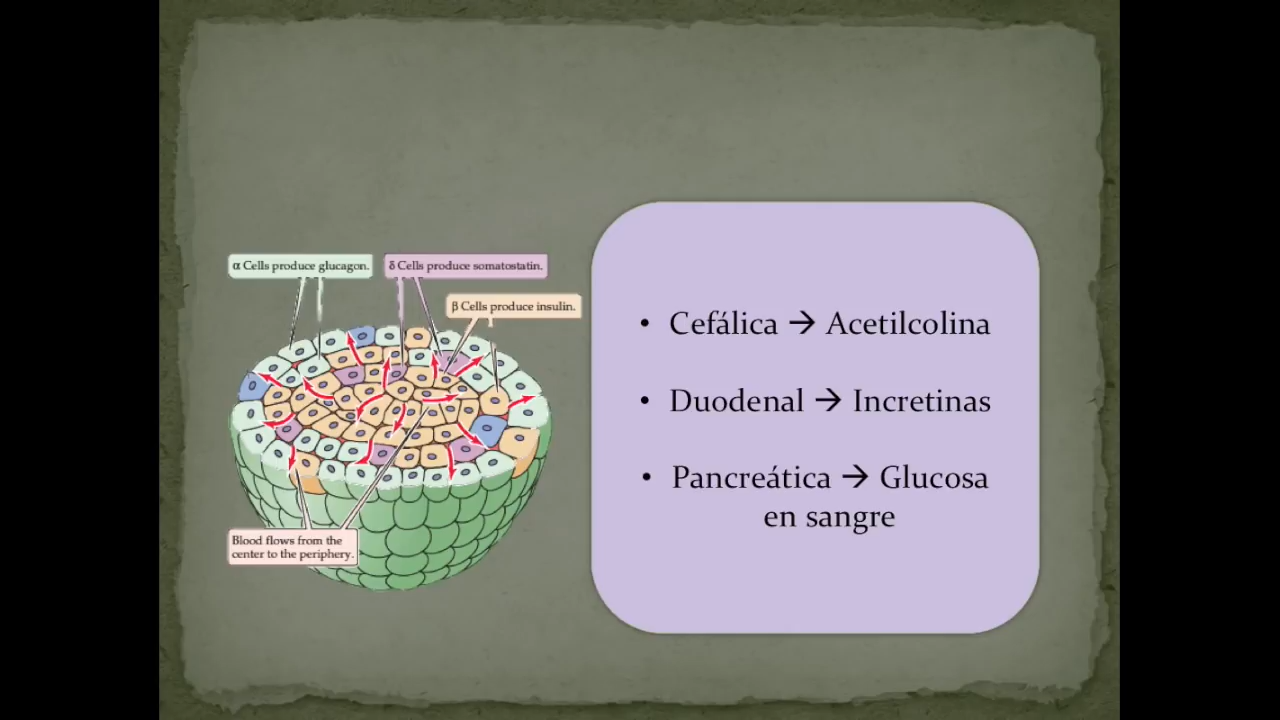 α Cells produce glucagon.
δ Cells produce somatostatin.
β Cells produce insulin.
Blood flows from the
center to the periphery.
• Cefálica → Acetilcolina
• Duodenal → Incretinas
• Pancreática → Glucosa
en sangre